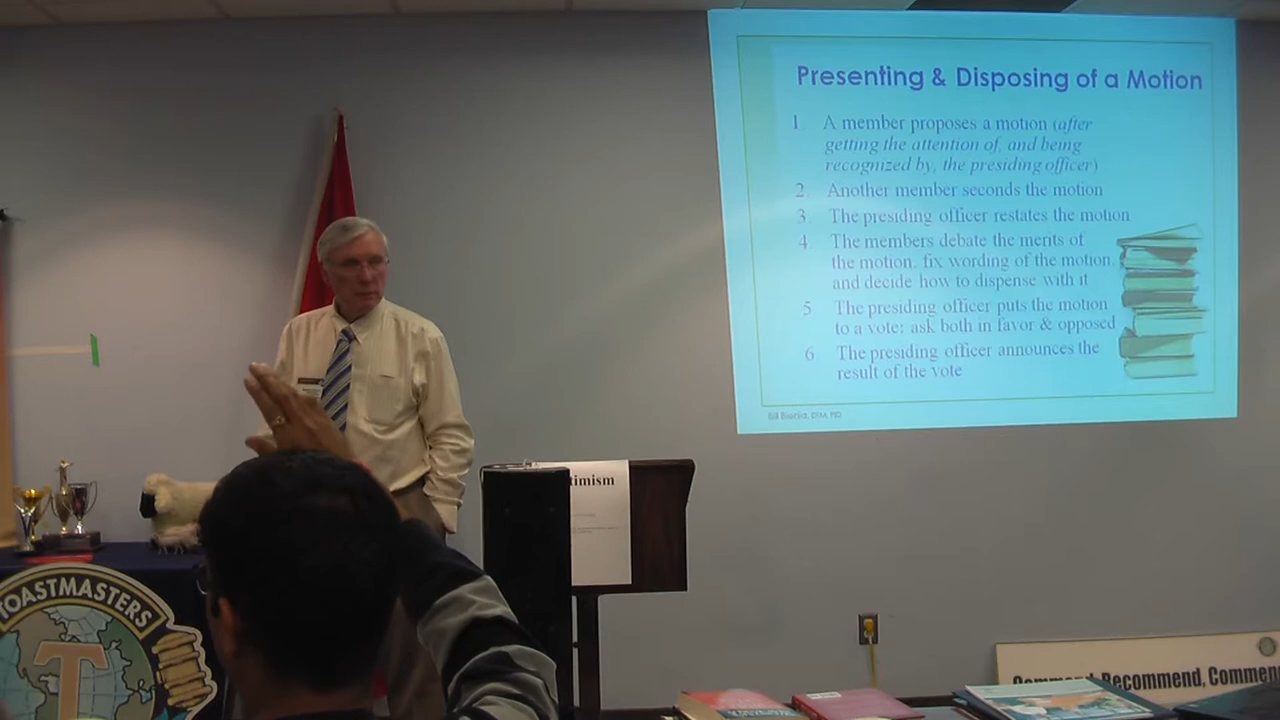 Presenting & Disposing of a Motion
1 A member proposes a motion (after
getting the attention of, and being
recognized by, the presiding officer)
2. Another member seconds the motion
3. The presiding officer restates the motion
4. The members debate the merits of
the motion, fix wording of the motion,
and decide how to dispense with it
5 The presiding officer puts the motion
to a vote: ask both in favor & opposed
6 The presiding officer announces the
result of the vote
DTM, PID
timism
TOASTMASTERS
T
Recommend, Commen